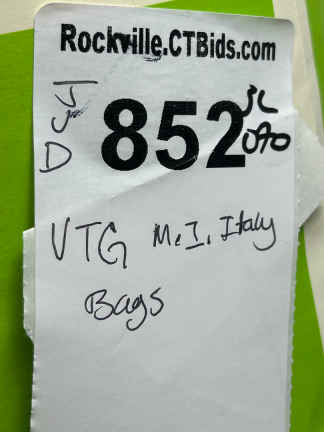 Rockville.CTBids.com
852
VTG M.I. Italy
Bags